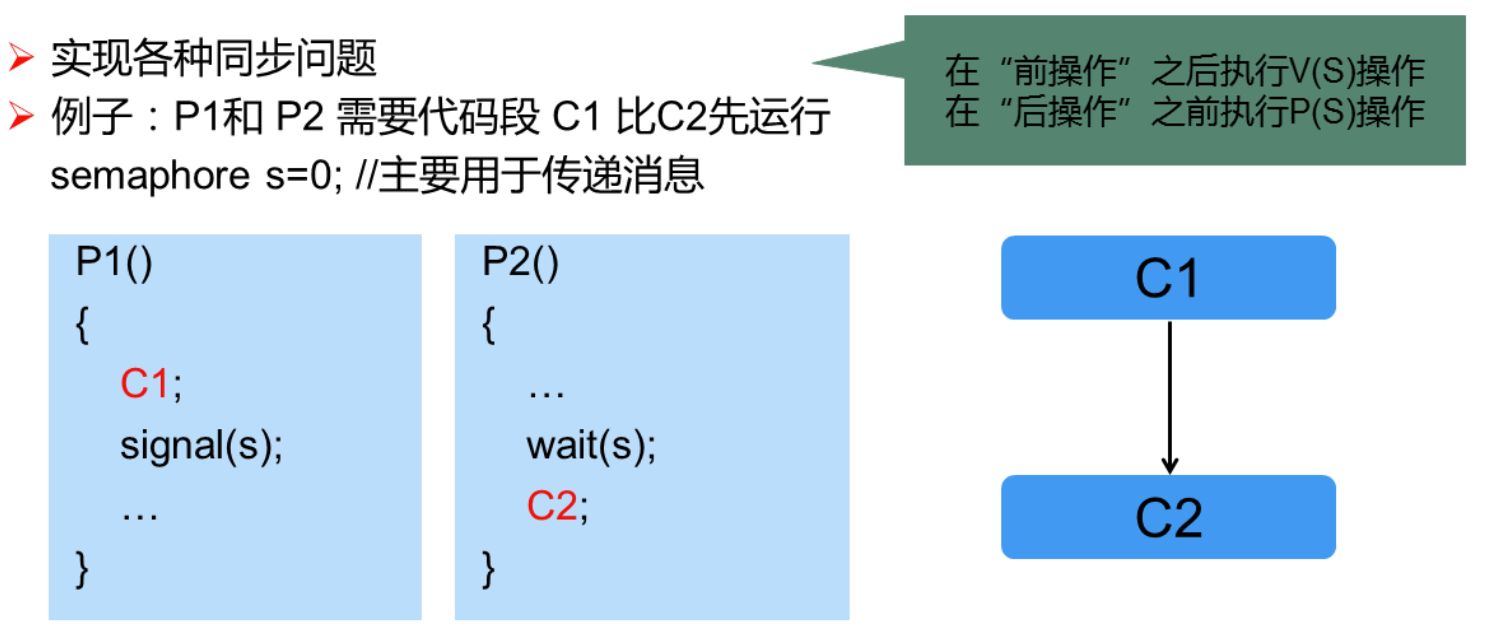 实现各种同步问题
例子：P1和 P2 需要代码段 C1 比C2先运行
semaphore s=0; //主要用于传递消息
在“前操作”之后执行V(S)操作
在“后操作”之前执行P(S)操作
P1()
{
C1;
signal(s);
…
}
P2()
{
…
wait(s);
C2;
}
C1
C2